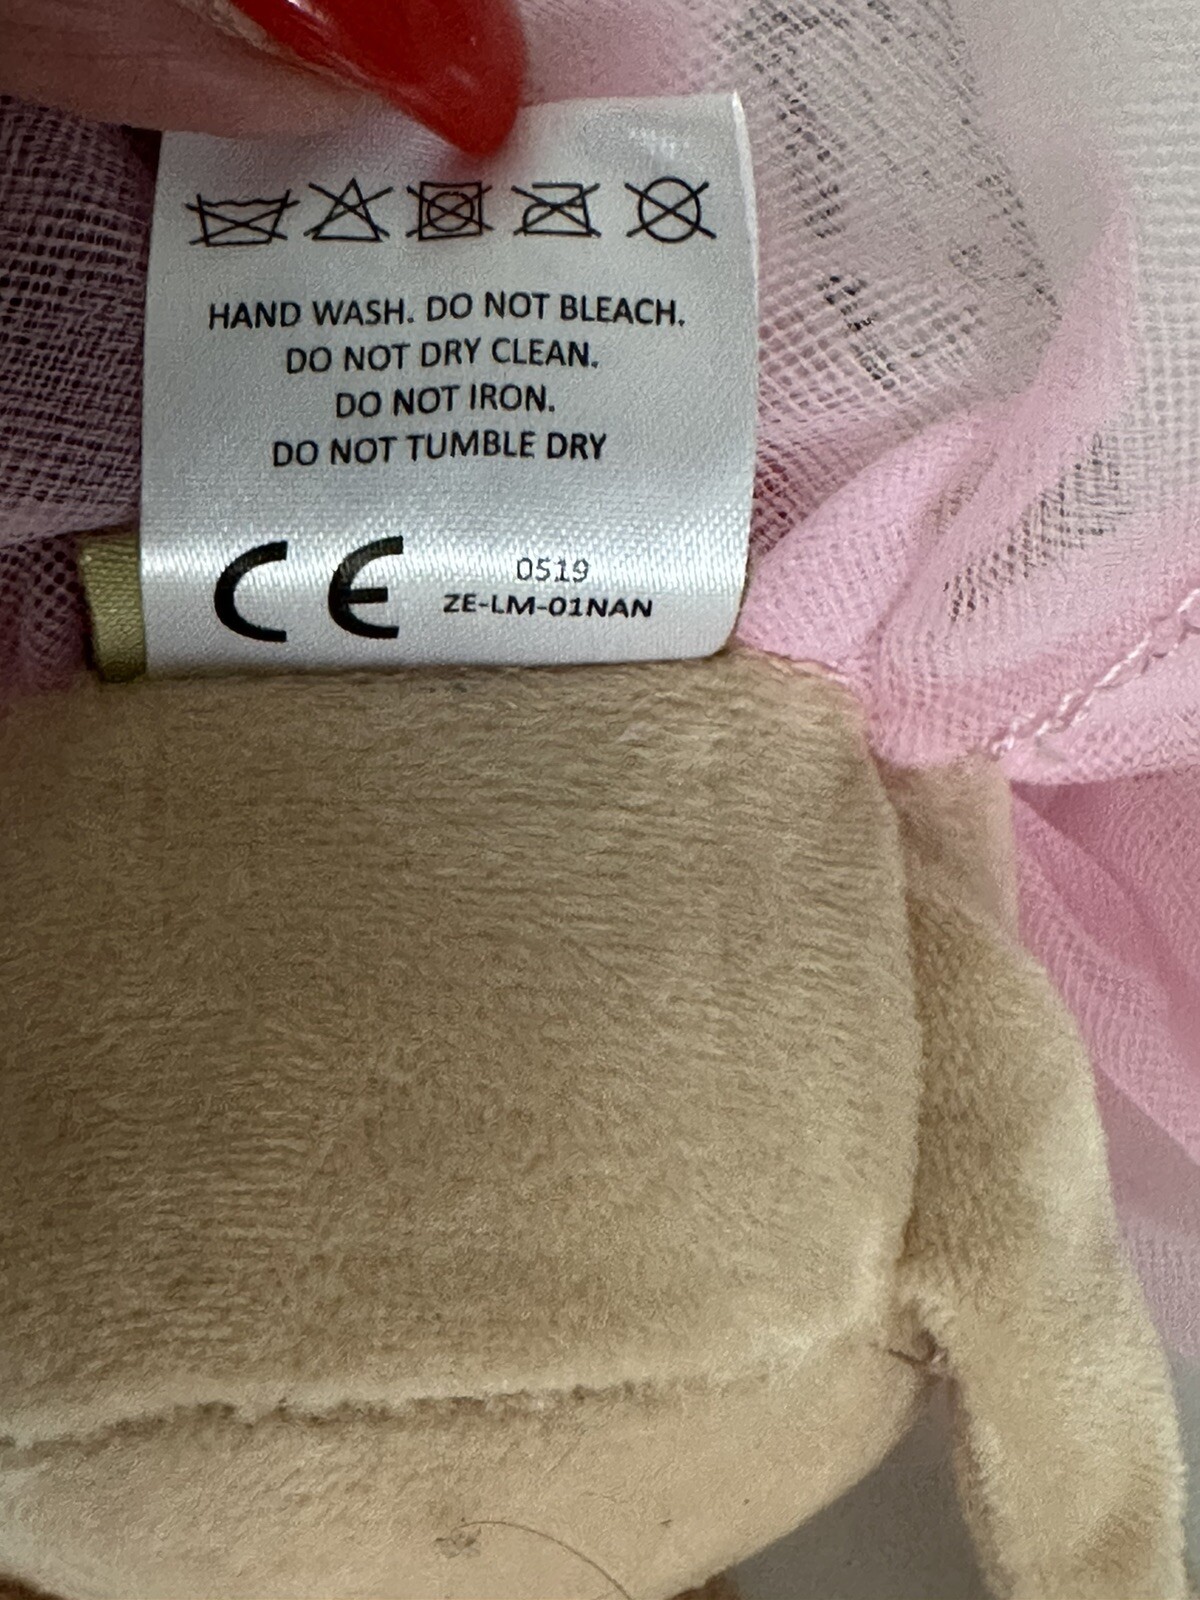 HAND WASH. DO NOT BLEACH.
DO NOT DRY CLEAN.
DO NOT IRON.
DO NOT TUMBLE DRY
CE
0519
ZE-LM-01NAN